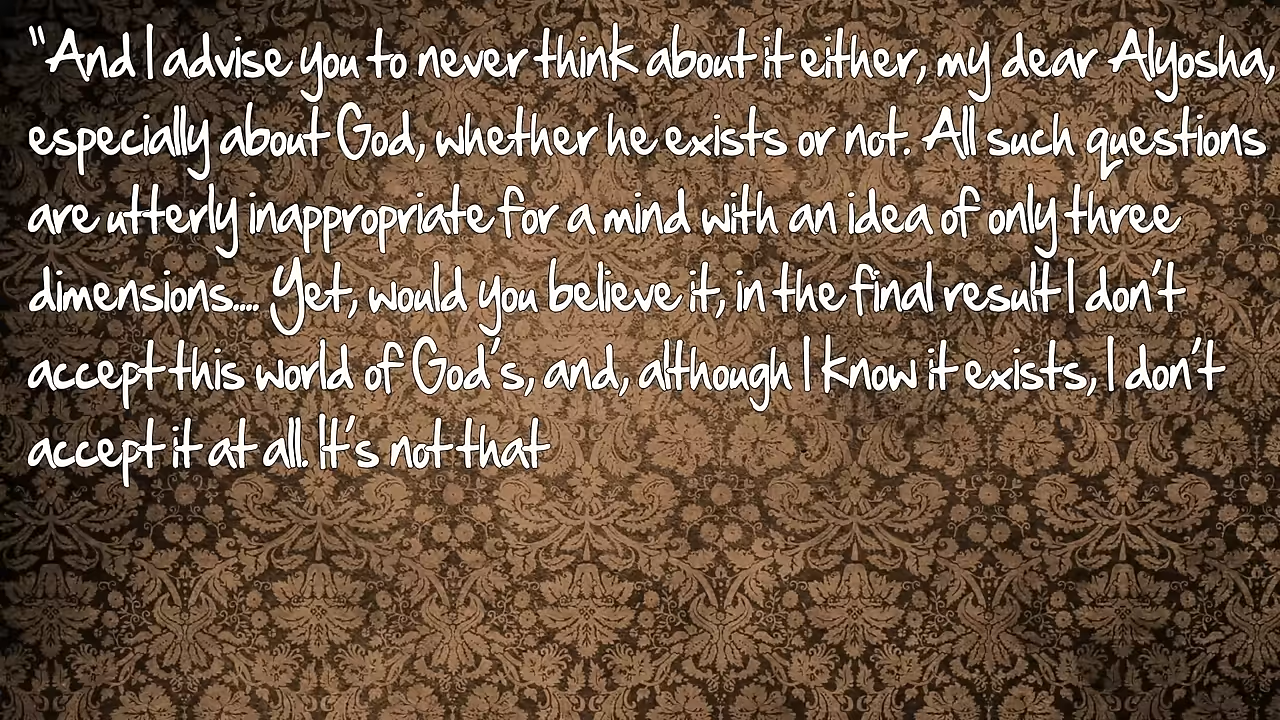 “And I advise you to never think about it either, my dear Alyosha,
especially about God, whether he exists or not. All such questions
are utterly inappropriate for a mind with an idea of only three
dimensions.... Yet, would you believe it, in the final result I don't
accept this world of God's, and, although I know it exists, I don't
accept it at all. It's not that